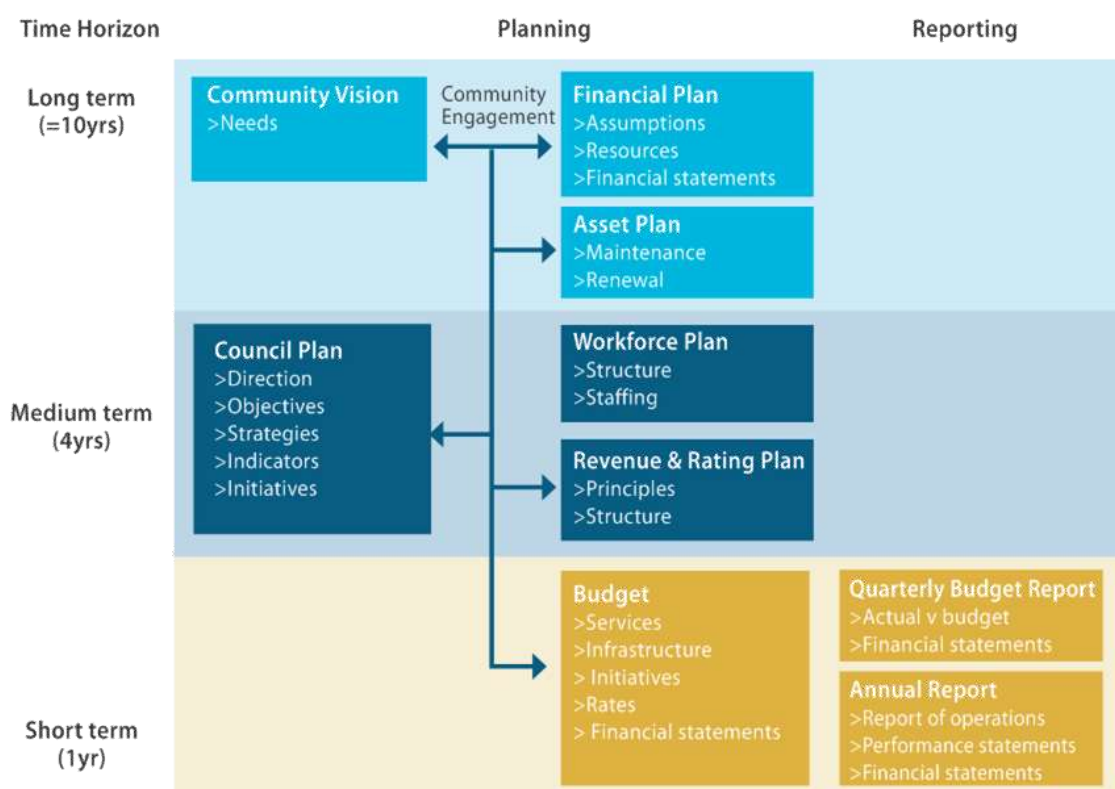 Time Horizon
Planning
Reporting
Long term
(=10yrs)
Community Vision
>Needs
Community
Engagement
Financial Plan
>Assumptions
>Resources
>Financial statements
Asset Plan
>Maintenance
>Renewal
Medium term
(4yrs)
Council Plan
>Direction
>Objectives
>Strategies
>Indicators
>Initiatives
Workforce Plan
>Structure
>Staffing
Revenue & Rating Plan
>Principles
>Structure
Short term
(1yr)
Budget
>Services
>Infrastructure
> Initiatives
>Rates
> Financial statements
Quarterly Budget Report
>Actual v budget
>Financial statements
Annual Report
>Report of operations
>Performance statements
>Financial statements